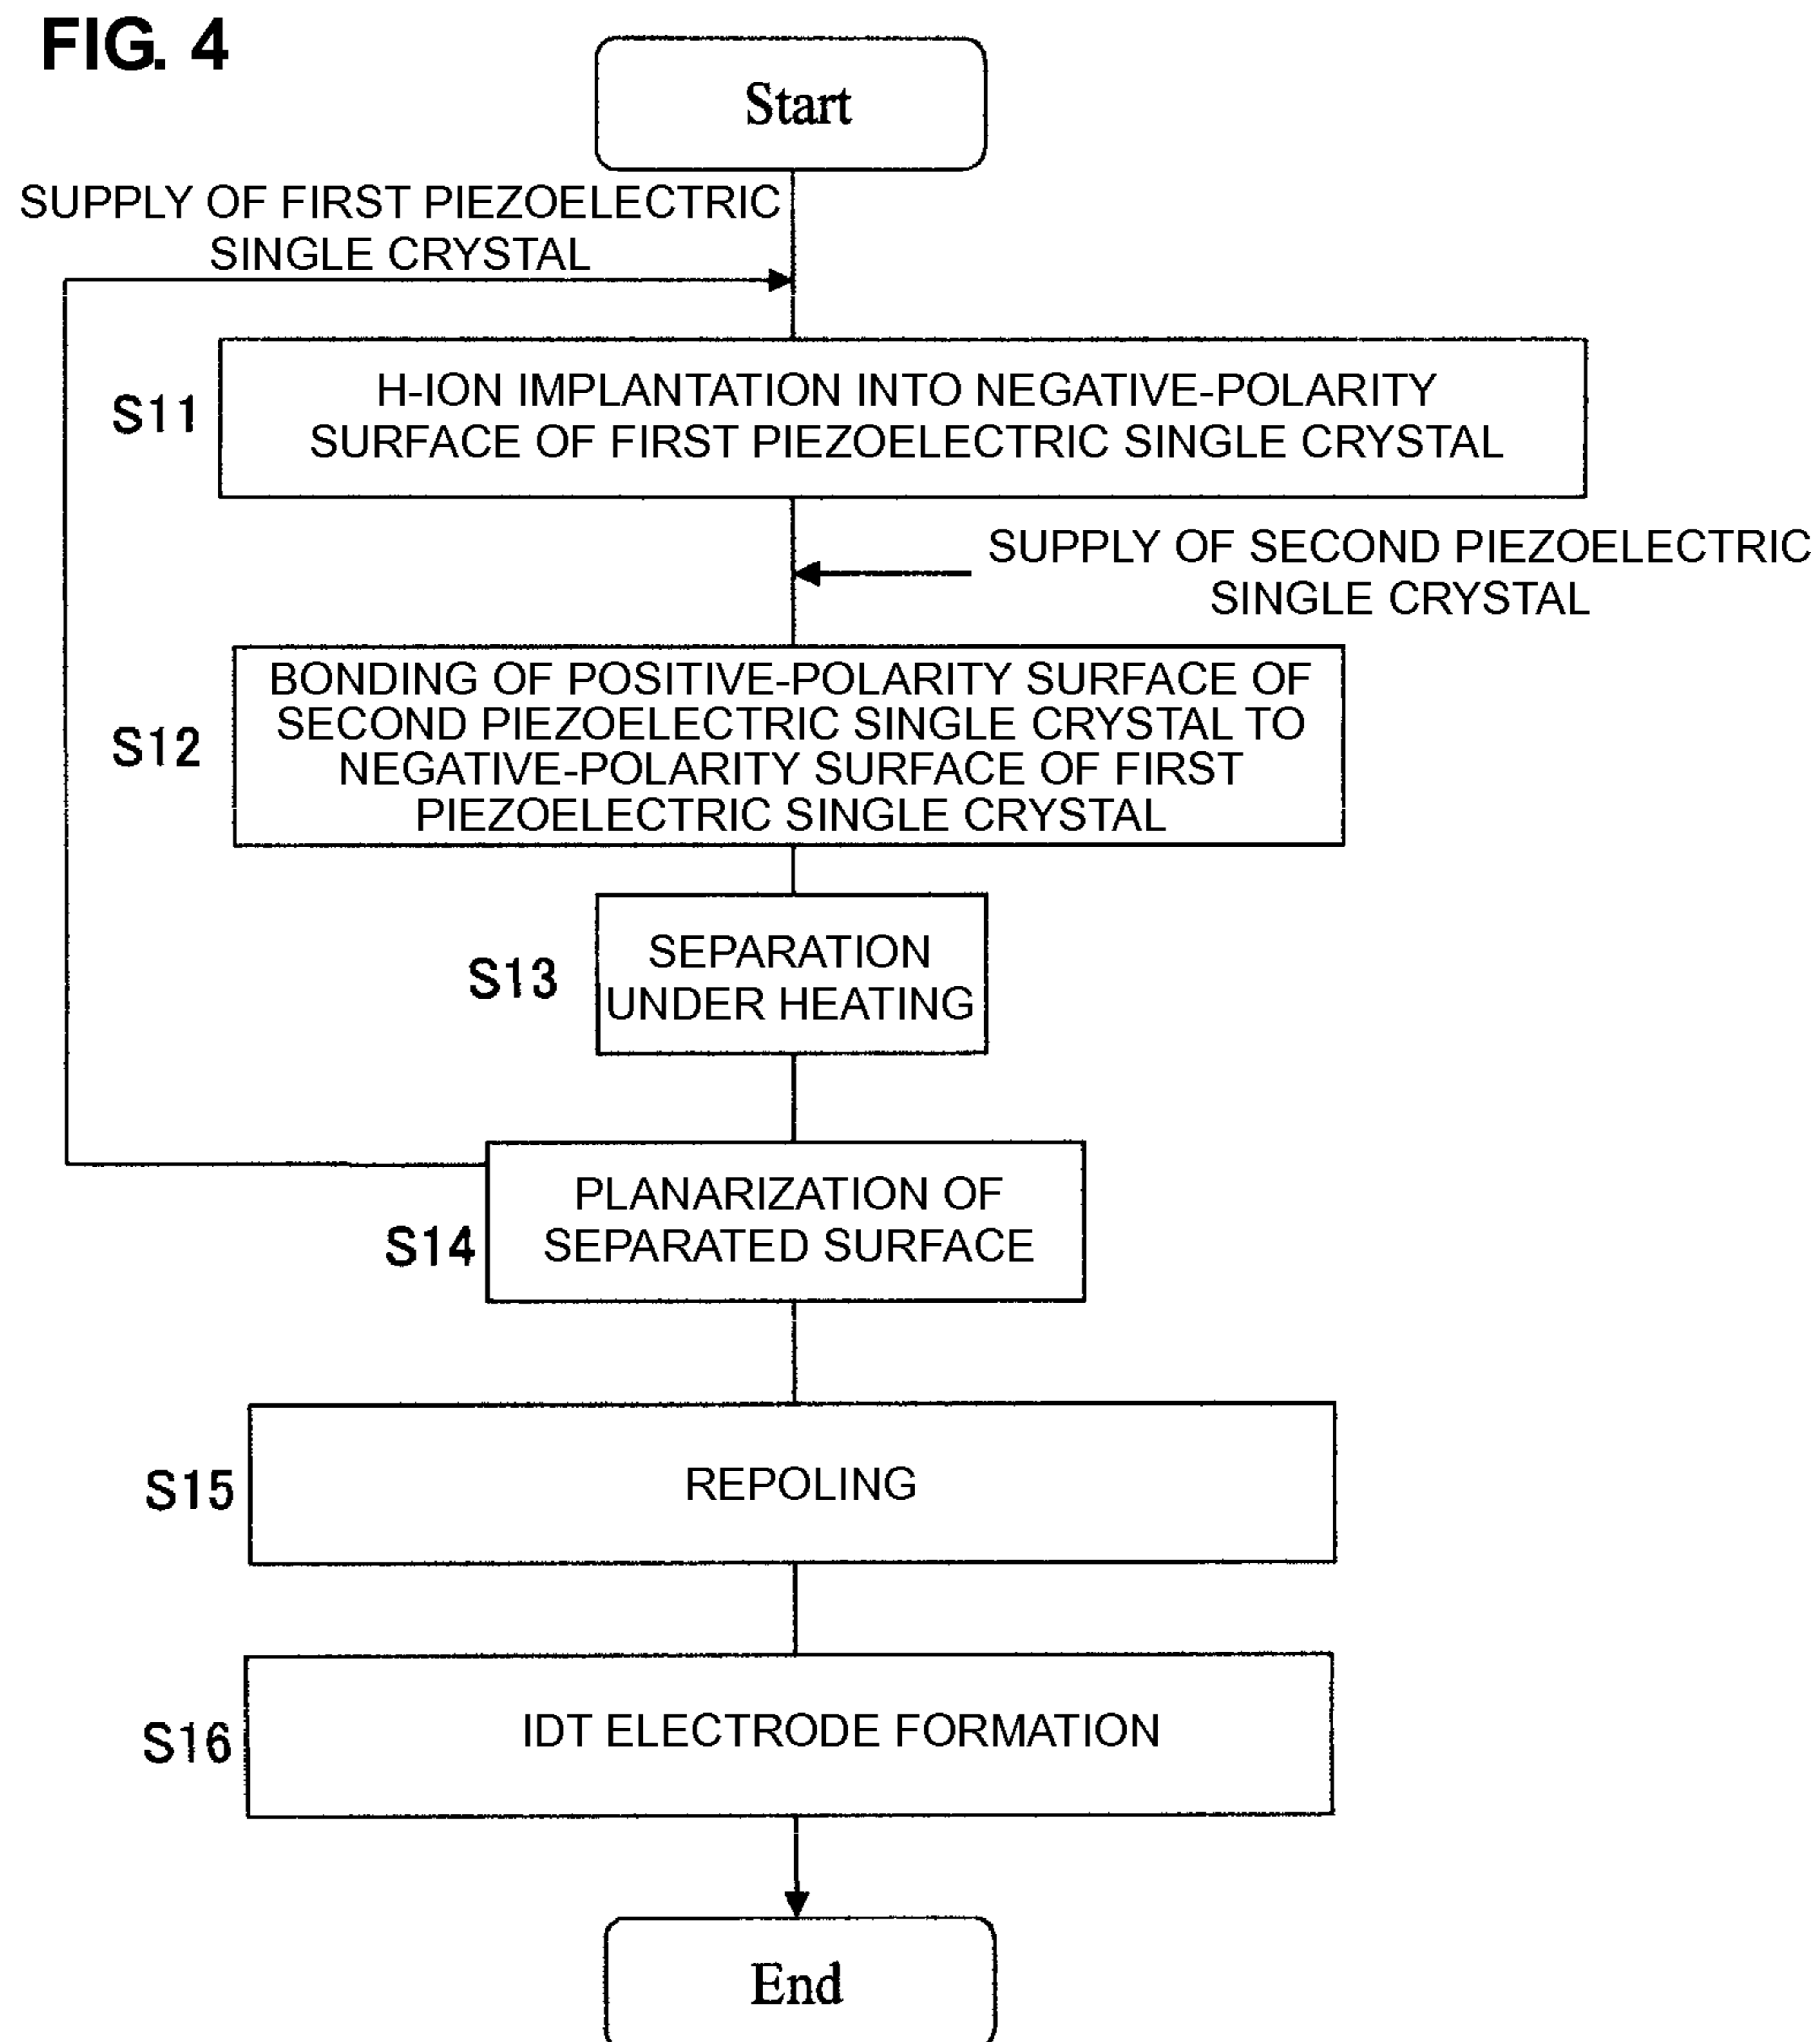 FIG. 4
Start
SUPPLY OF FIRST PIEZOELECTRIC
SINGLE CRYSTAL
S11
H-ION IMPLANTATION INTO NEGATIVE-POLARITY
SURFACE OF FIRST PIEZOELECTRIC SINGLE CRYSTAL
SUPPLY OF SECOND PIEZOELECTRIC
SINGLE CRYSTAL
S12
BONDING OF POSITIVE-POLARITY SURFACE OF
SECOND PIEZOELECTRIC SINGLE CRYSTAL TO
NEGATIVE-POLARITY SURFACE OF FIRST
PIEZOELECTRIC SINGLE CRYSTAL
S13
SEPARATION
UNDER HEATING
S14
PLANARIZATION OF
SEPARATED SURFACE
S15
REPOLING
S16
IDT ELECTRODE FORMATION
End